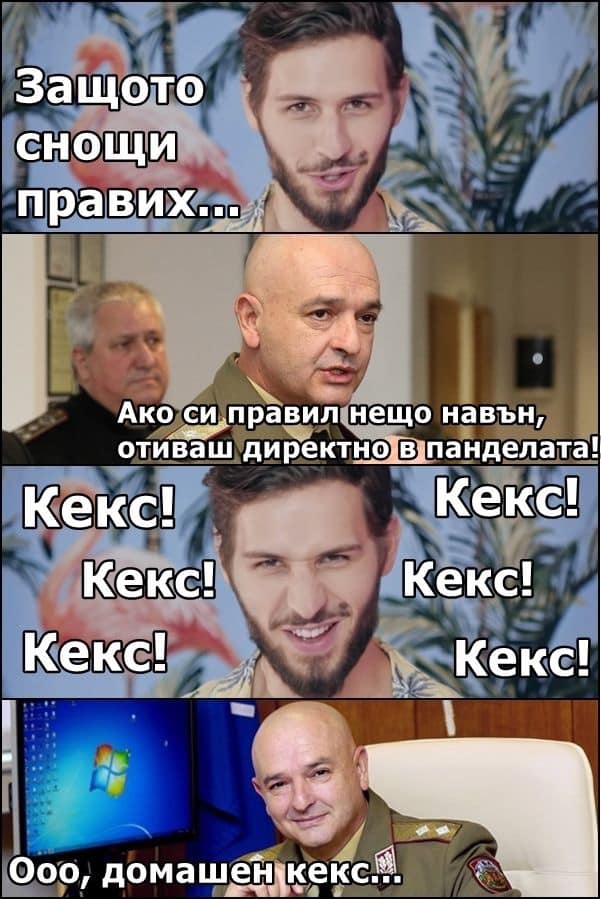 Защото
снощи
правих...
Ако си правил нещо навън,
отиваш директно в панделата!
Кекс! Кекс!
Кекс! Кекс!
Кекс! Кекс!
Ооо, домашен кекс...